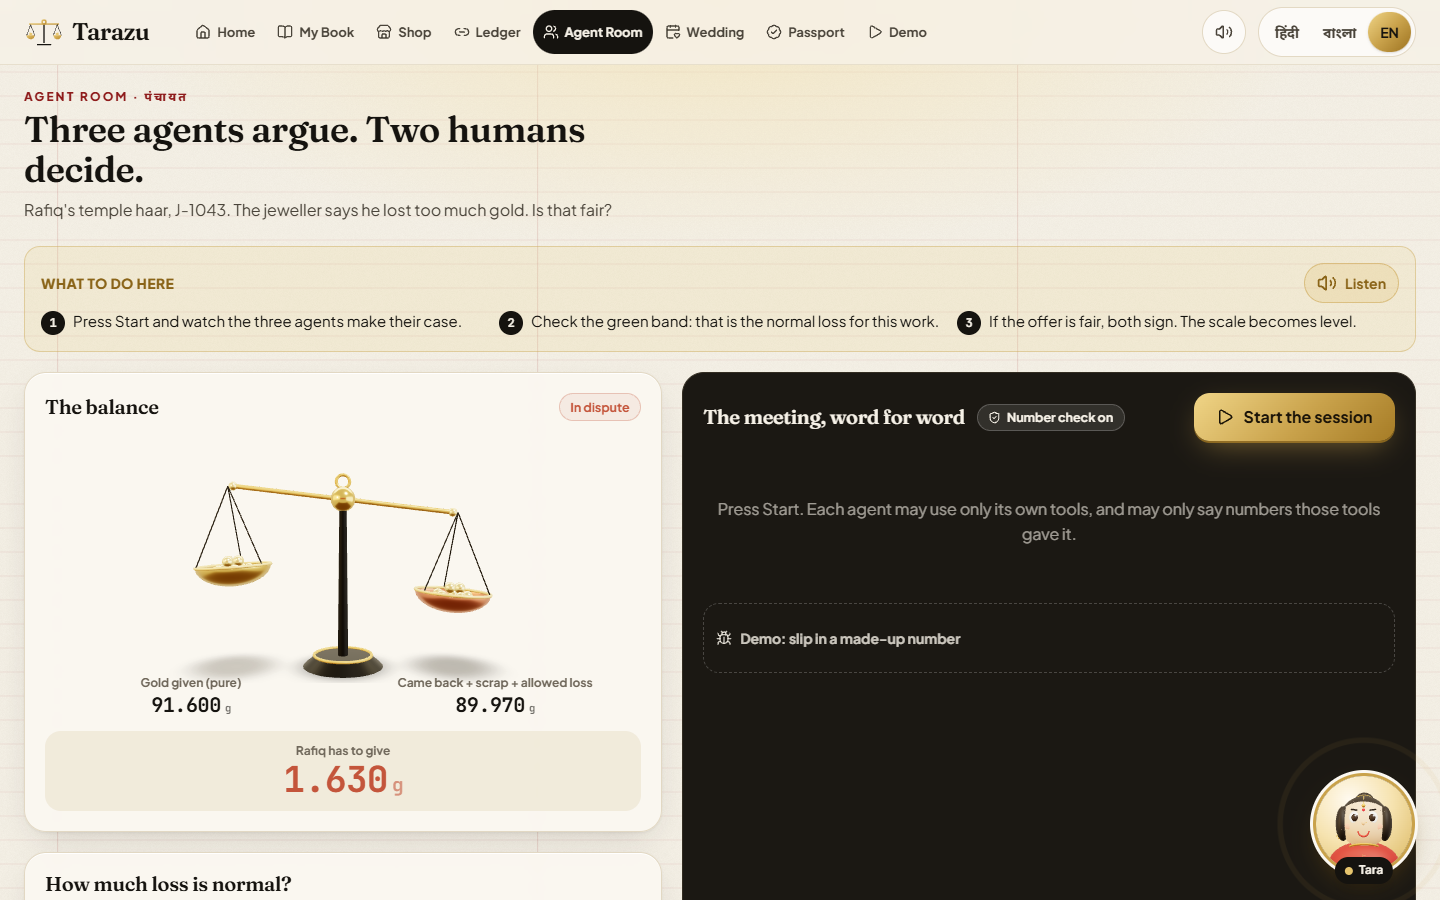 Tarazu
Home
My Book
Shop
Ledger
Agent Room
Wedding
Passport
Demo
हिंदी
বাংলা
EN
AGENT ROOM · पंचायत
Three agents argue. Two humans
decide.
Rafiq's temple haar, J-1043. The jeweller says he lost too much gold. Is that fair?
WHAT TO DO HERE
Listen
1 Press Start and watch the three agents make their case.
2 Check the green band: that is the normal loss for this work.
3 If the offer is fair, both sign. The scale becomes level.
The balance
In dispute
Gold given (pure)
91.600 g
Came back + scrap + allowed loss
89.970 g
Rafiq has to give
1.630 g
How much loss is normal?
The meeting, word for word
Number check on
Start the session
Press Start. Each agent may use only its own tools, and may only say numbers those tools
gave it.
Demo: slip in a made-up number
Tara